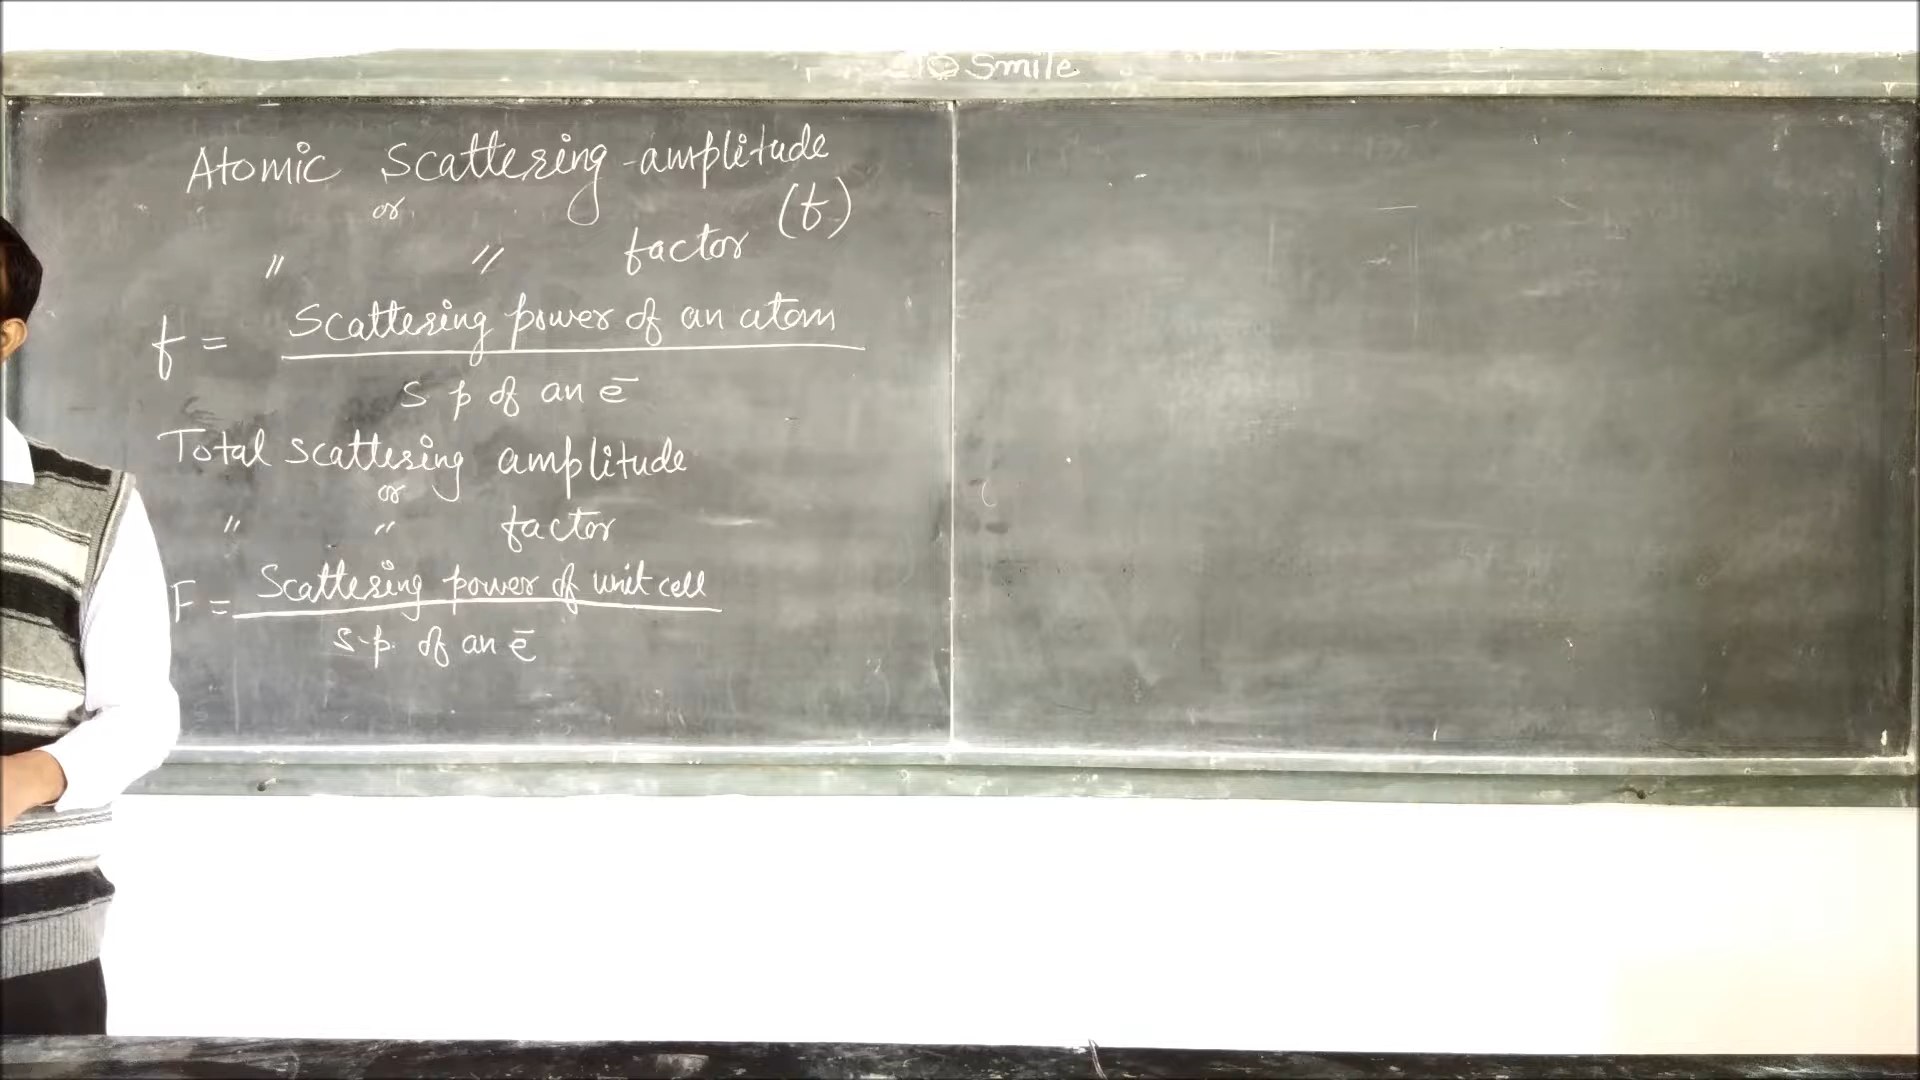 ☺ Smile
Atomic Scattering amplitude
or (f)
" " factor
f = Scattering power of an atom
s p of an e̅
Total scattering amplitude
or
" " factor
F = Scattering power of unit cell
s.p. of an e̅